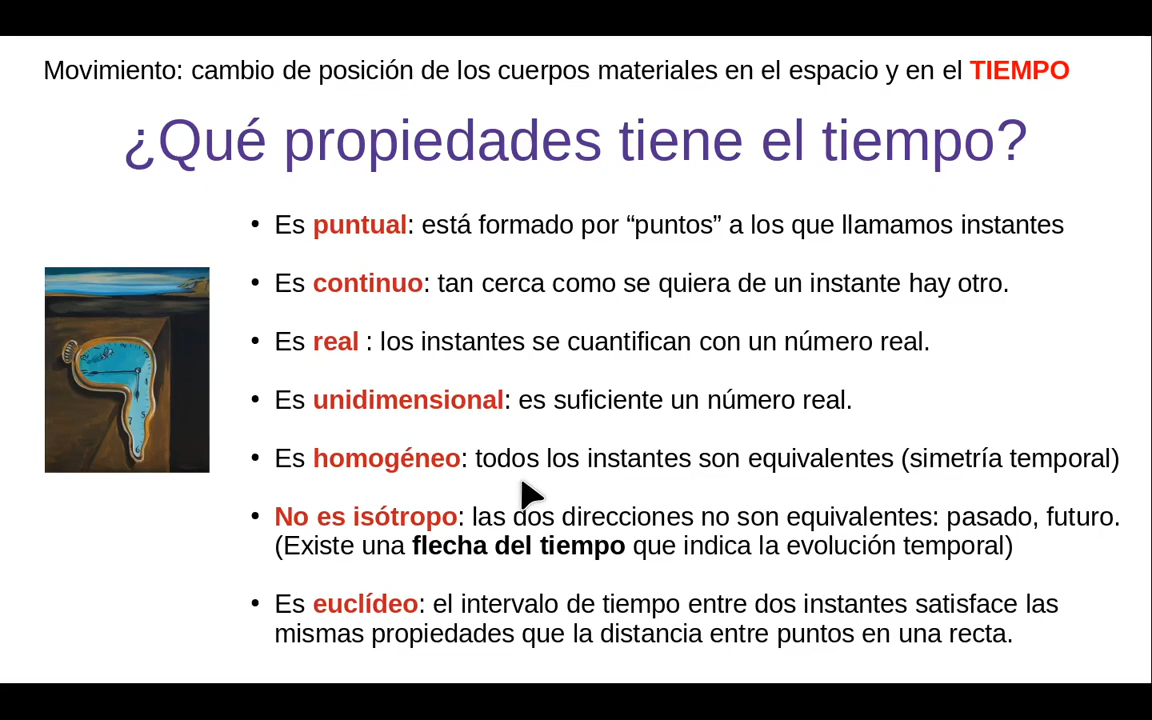 Movimiento: cambio de posición de los cuerpos materiales en el espacio y en el TIEMPO
¿Qué propiedades tiene el tiempo?
• Es puntual: está formado por “puntos” a los que llamamos instantes
• Es continuo: tan cerca como se quiera de un instante hay otro.
• Es real : los instantes se cuantifican con un número real.
• Es unidimensional: es suficiente un número real.
• Es homogéneo: todos los instantes son equivalentes (simetría temporal)
• No es isótropo: las dos direcciones no son equivalentes: pasado, futuro.
(Existe una flecha del tiempo que indica la evolución temporal)
• Es euclídeo: el intervalo de tiempo entre dos instantes satisface las
mismas propiedades que la distancia entre puntos en una recta.